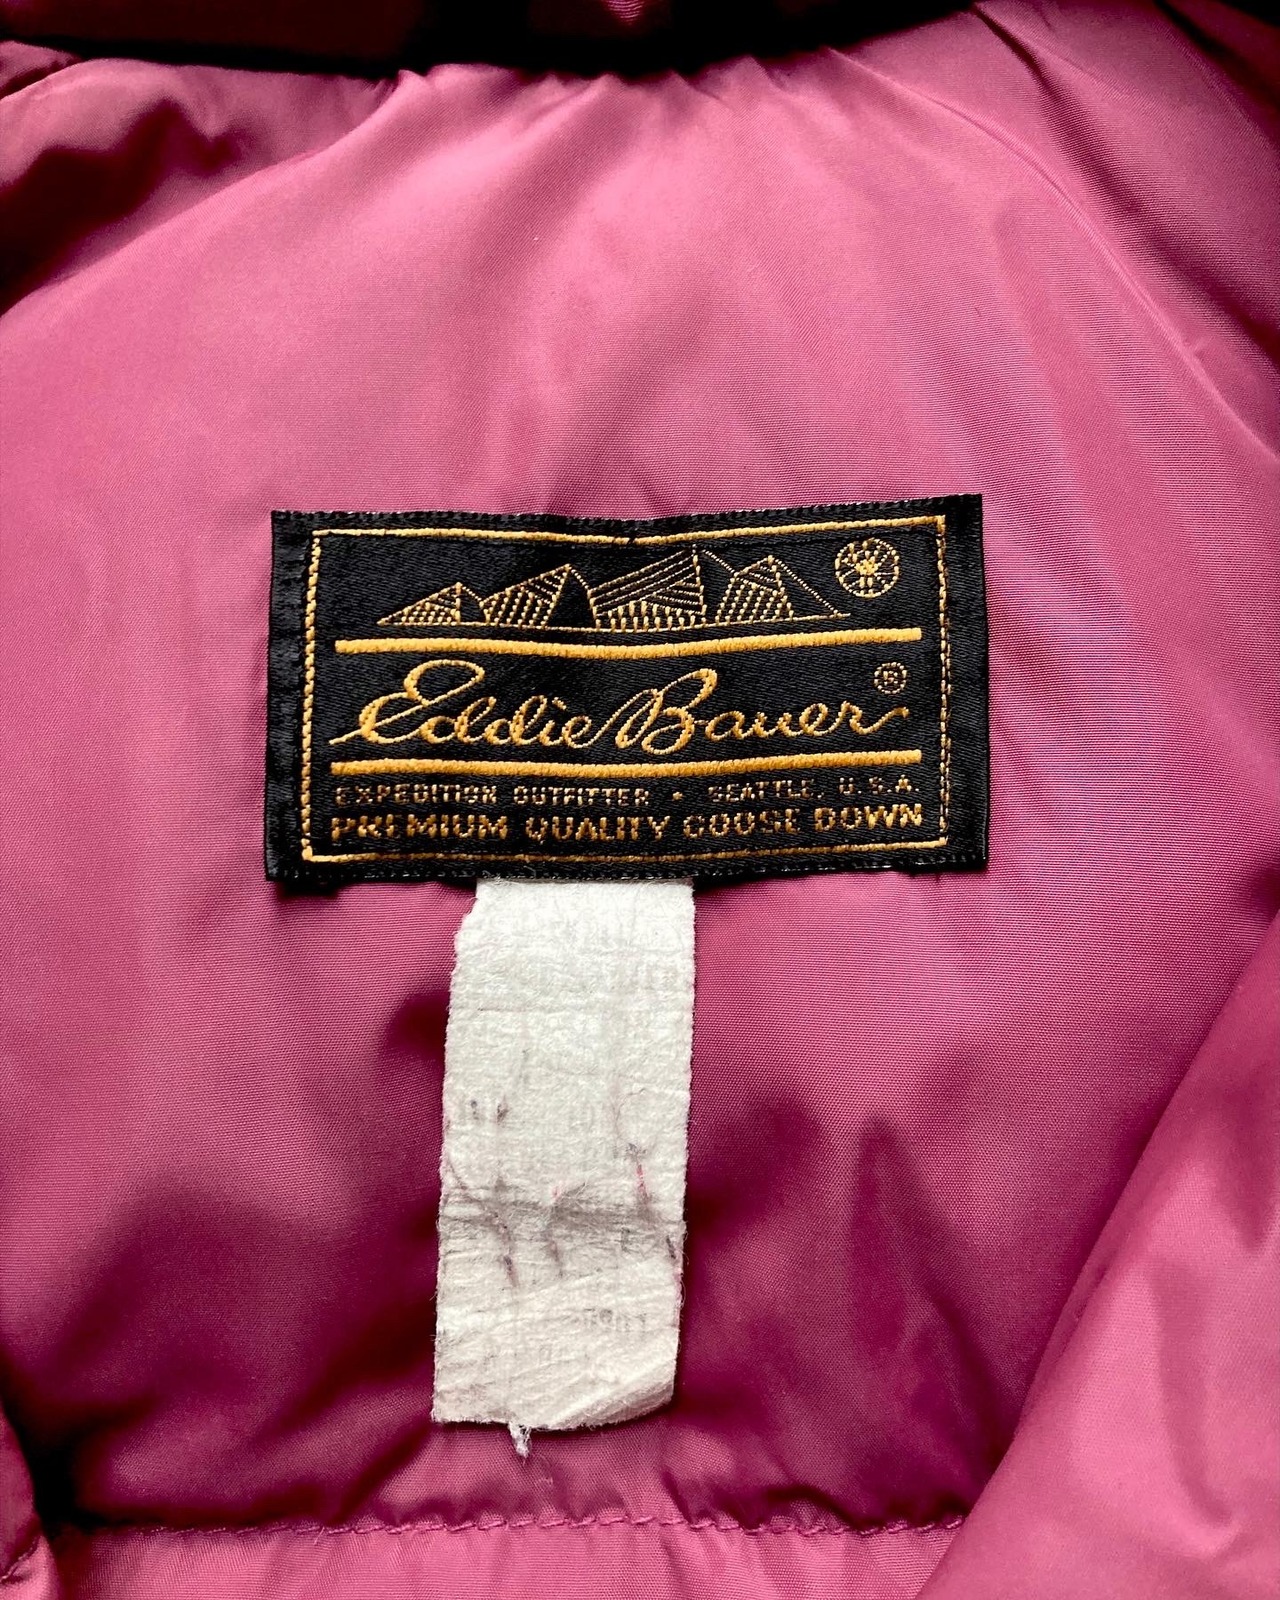 Eddie Bauer ®
EXPEDITION OUTFITTER • SEATTLE, U.S.A.
PREMIUM QUALITY GOOSE DOWN